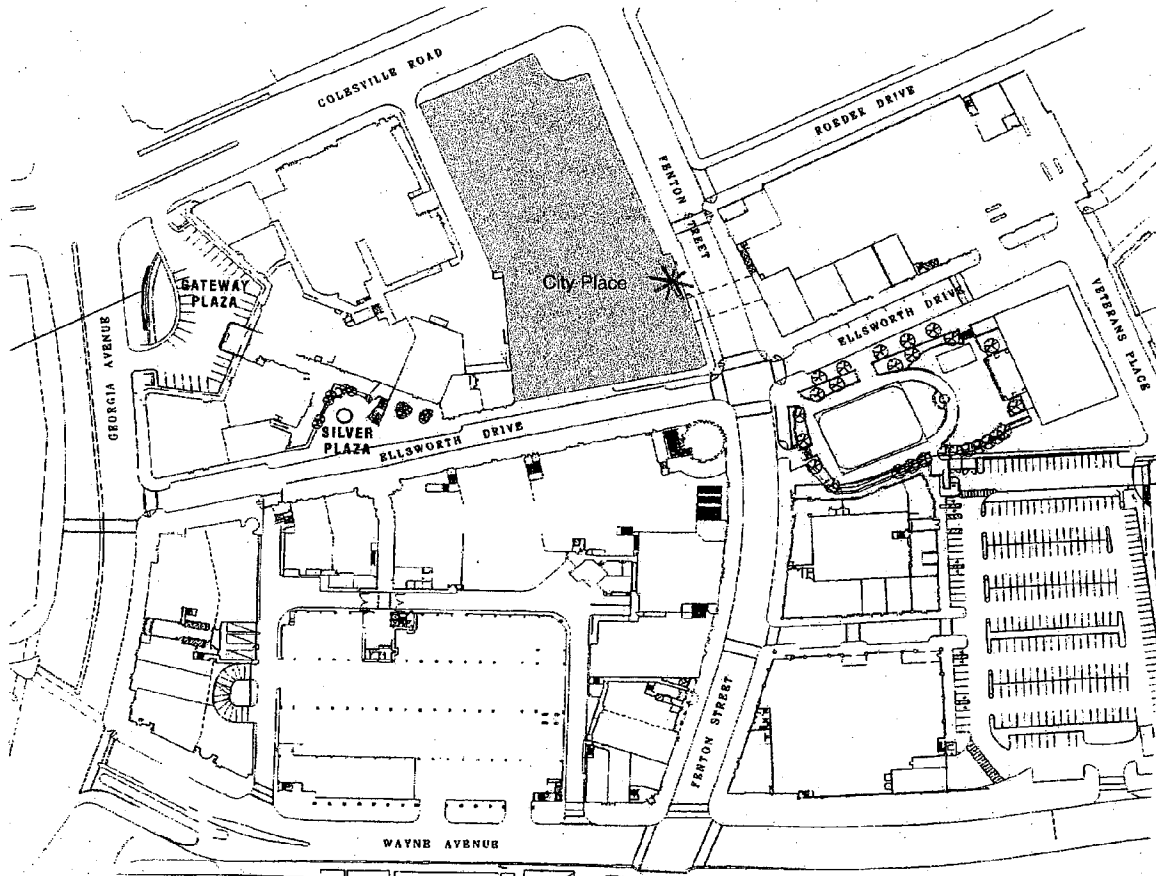 COLESVILLE ROAD
ROEDER DRIVE
FENTON STREET
City Place
GATEWAY
PLAZA
ELLSWORTH DRIVE
VETERANS PLACE
GEORGIA AVENUE
SILVER
PLAZA
ELLSWORTH DRIVE
FENTON STREET
WAYNE AVENUE